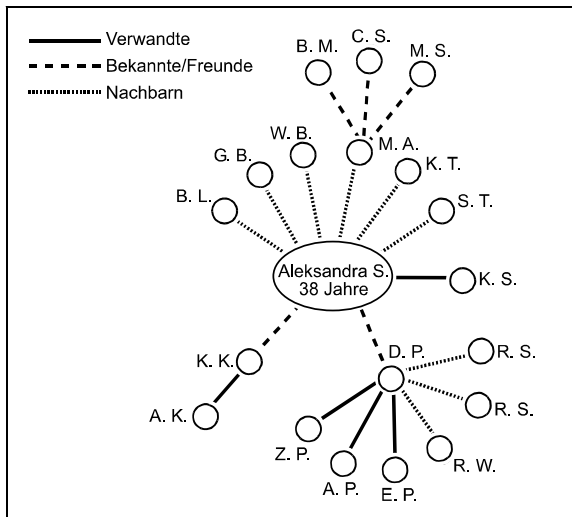 Verwandte
Bekannte/Freunde
Nachbarn
B. M.
C. S.
M. S.
W. B.
M. A.
G. B.
K. T.
B. L.
S. T.
Aleksandra S.
38 Jahre
K. S.
K. K.
D. P.
R. S.
A. K.
R. S.
Z. P.
R. W.
A. P.
E. P.